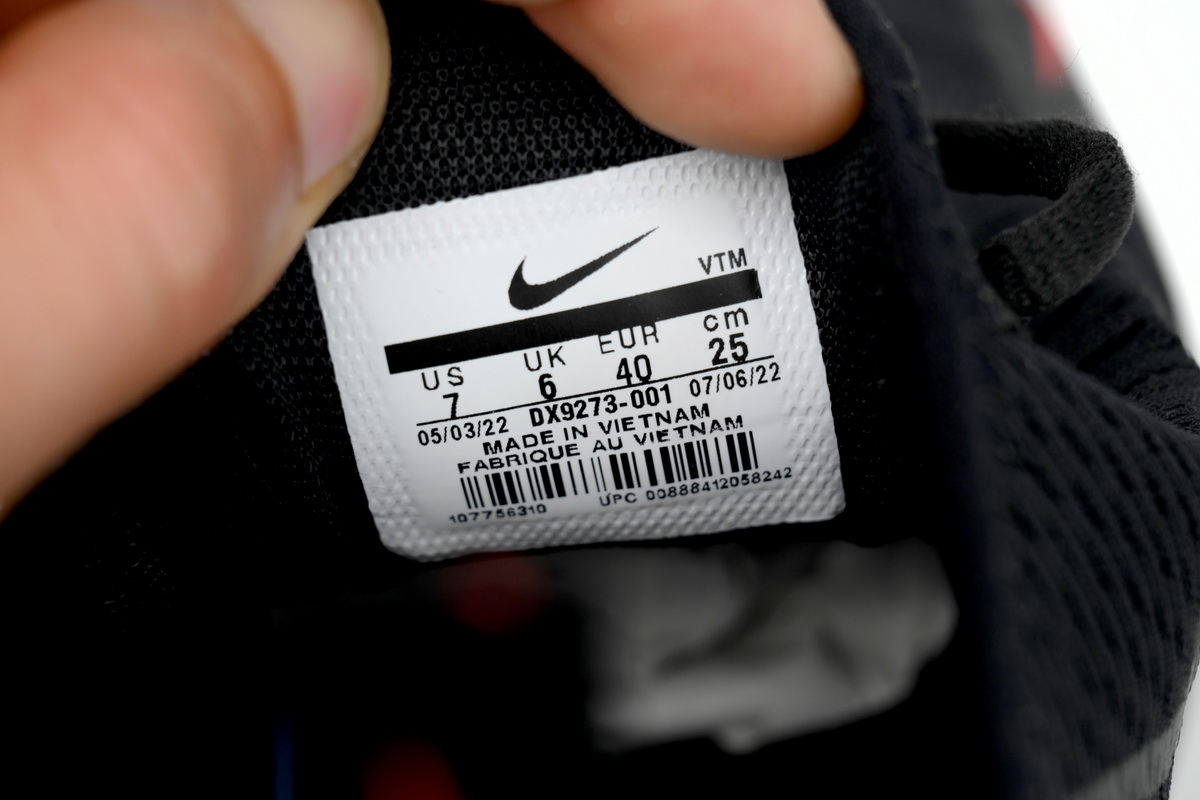 VTM
US UK EUR cm
7 6 40 25
05/03/22 DX9273-001 07/06/22
MADE IN VIETNAM
FABRIQUE AU VIETNAM
107756310 UPC 00888412058242